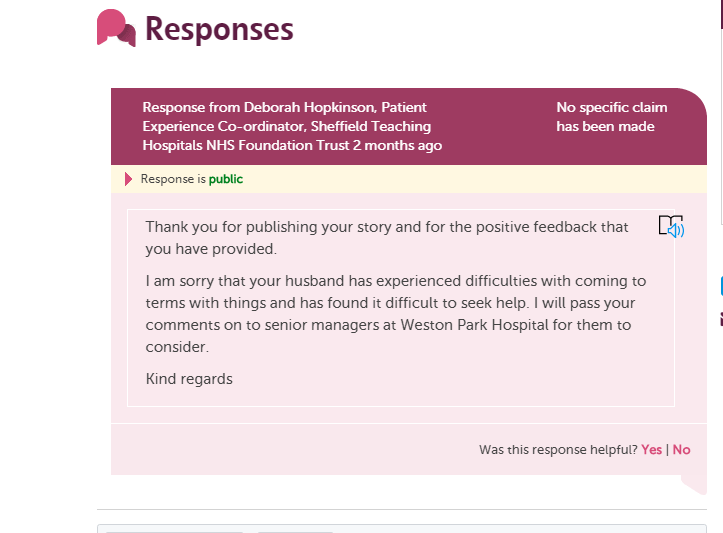 Responses
Response from Deborah Hopkinson, Patient
Experience Co-ordinator, Sheffield Teaching
Hospitals NHS Foundation Trust 2 months ago
No specific claim
has been made
Response is public
Thank you for publishing your story and for the positive feedback that
you have provided.
I am sorry that your husband has experienced difficulties with coming to
terms with things and has found it difficult to seek help. I will pass your
comments on to senior managers at Weston Park Hospital for them to
consider.
Kind regards
Was this response helpful? Yes | No